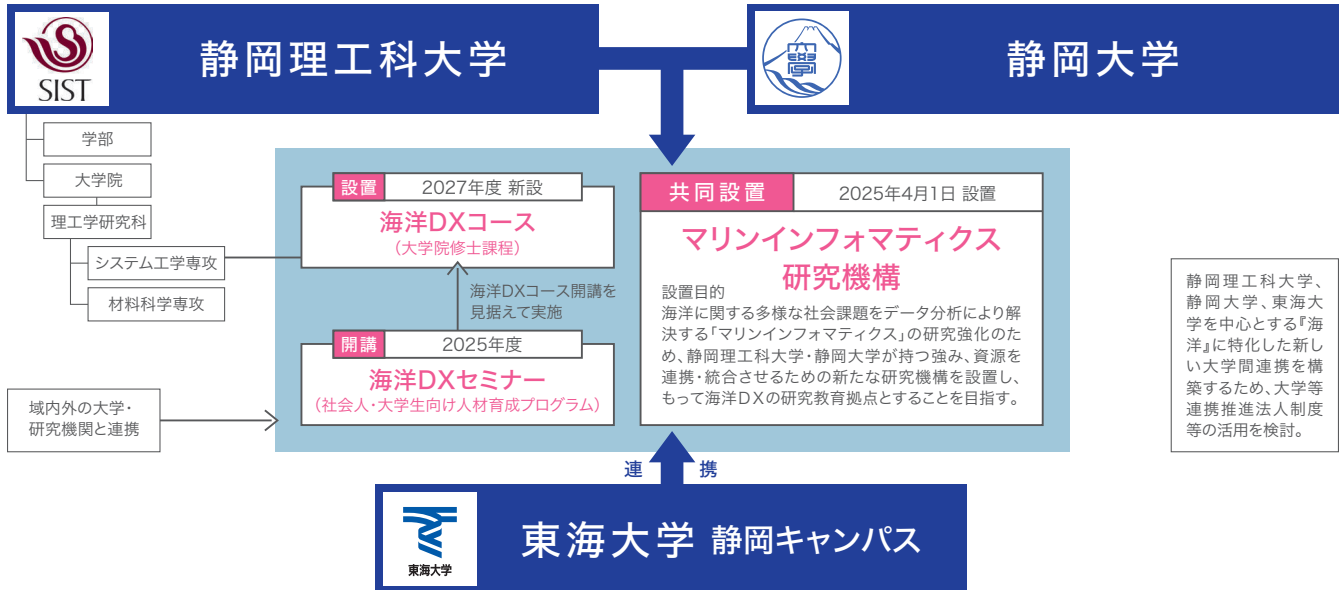 SIST
静岡理工科大学
静岡大学
学部
大学院
理工学研究科
システム工学専攻
材料科学専攻
域内外の大学・
研究機関と連携
設置
2027年度 新設
海洋DXコース
（大学院修士課程）
海洋DXコース開講を
見据えて実施
開講
2025年度
海洋DXセミナー
（社会人・大学生向け人材育成プログラム）
共同設置
2025年4月1日 設置
マリンインフォマティクス
研究機構
設置目的
海洋に関する多様な社会課題をデータ分析により解
決する「マリンインフォマティクス」の研究強化のた
め、静岡理工科大学・静岡大学が持つ強み、資源を
連携・統合させるための新たな研究機構を設置し、
もって海洋DXの研究教育拠点とすることを目指す。
静岡理工科大学、
静岡大学、東海大
学を中心とする『海
洋』に特化した新し
い大学間連携を構
築するため、大学等
連携推進法人制度
等の活用を検討。
連 携
東海大学
東海大学 静岡キャンパス